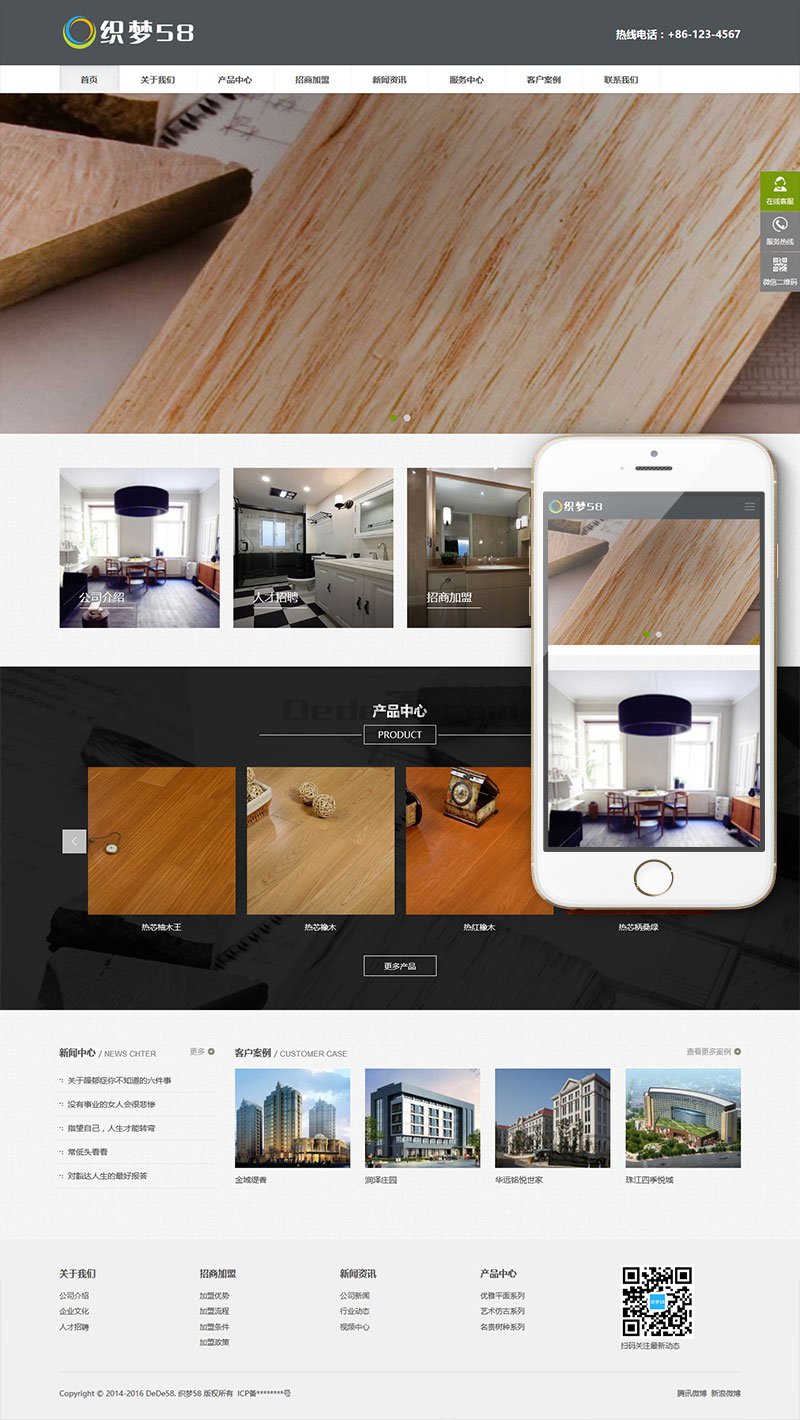 织梦58
热线电话：+86-123-4567
首页
关于我们
产品中心
招商加盟
新闻资讯
服务中心
客户案例
联系我们
在线客服
服务热线
微信二维码
公司介绍
人才招聘
招商加盟
织梦58
产品中心
PRODUCT
热芯柚木王
热芯橡木
热红橡木
热芯柄桑绿
更多产品
新闻中心 / NEWS CHTER
更多
关于躁郁症你不知道的六件事
没有事业的女人会很悲惨
指望自己，人生才能转弯
常低头看看
对豁达人生的最好报答
客户案例 / CUSTOMER CASE
查看更多案例
金域缇香
润泽庄园
华远铭悦世家
珠江四季悦城
关于我们
公司介绍
企业文化
人才招聘
招商加盟
加盟优势
加盟流程
加盟条件
加盟政策
新闻资讯
公司新闻
行业动态
视频中心
产品中心
优雅平面系列
艺术仿古系列
名贵树种系列
织梦58
扫码关注最新动态
Copyright © 2014-2016 DeDe58. 织梦58 版权所有 ICP备********号
腾讯微博 新浪微博